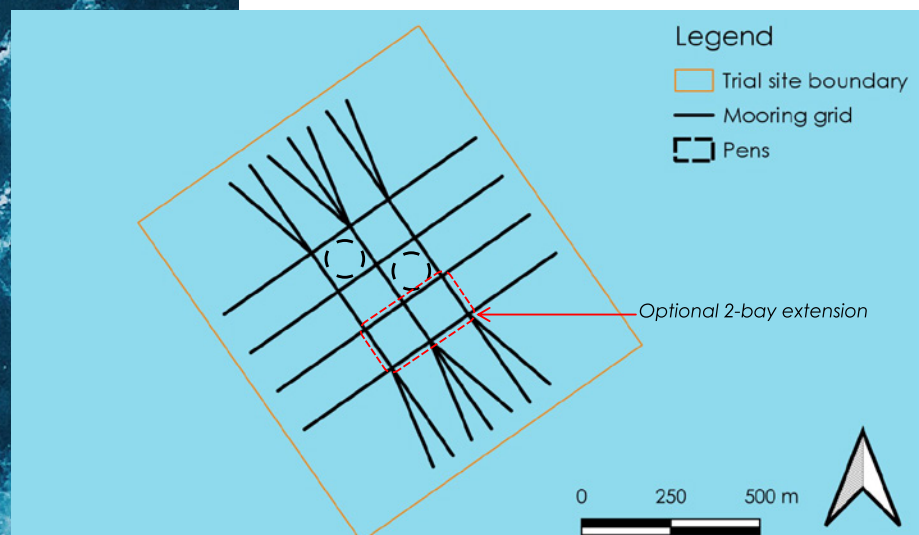 Legend
Trial site boundary
Mooring grid
Pens
Optional 2-bay extension
0 250 500 m